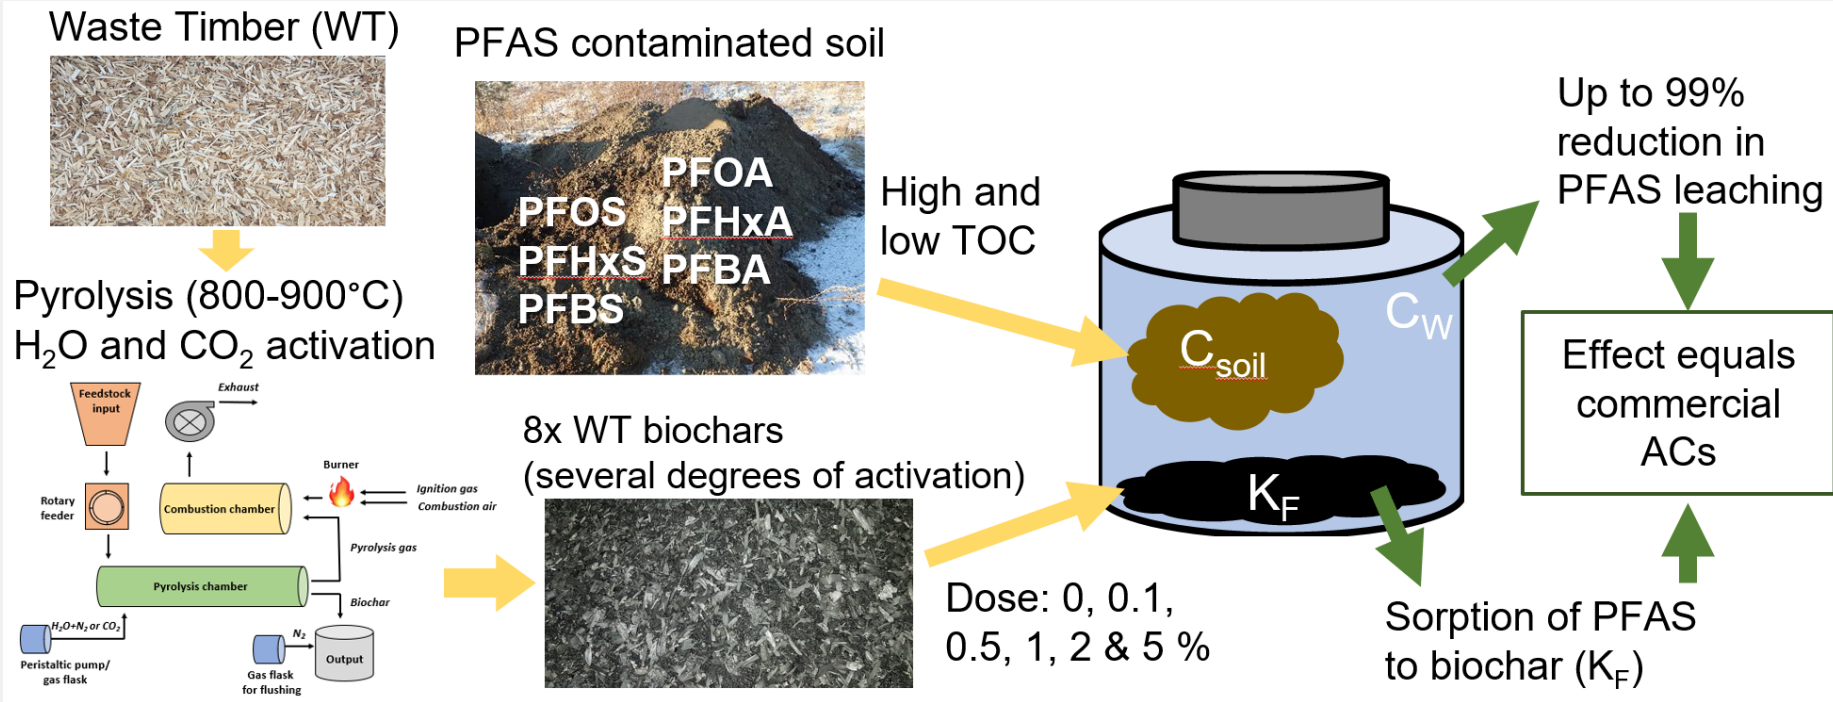 Waste Timber (WT)
Pyrolysis (800-900°C)
H₂O and CO₂ activation
Feedstock
input
Exhaust
Rotary
feeder
Combustion chamber
Burner
Ignition gas
Combustion air
Pyrolysis gas
Pyrolysis chamber
Biochar
H₂O+N₂ or CO₂
Peristaltic pump/
gas flask
N₂
Gas flask
for flushing
Output
PFAS contaminated soil
PFOS
PFHxS
PFBS
PFOA
PFHxA
PFBA
8x WT biochars
(several degrees of activation)
High and
low TOC
Dose: 0, 0.1,
0.5, 1, 2 & 5 %
C_W
C_soil
K_F
Up to 99%
reduction in
PFAS leaching
Effect equals
commercial
ACs
Sorption of PFAS
to biochar (K_F)